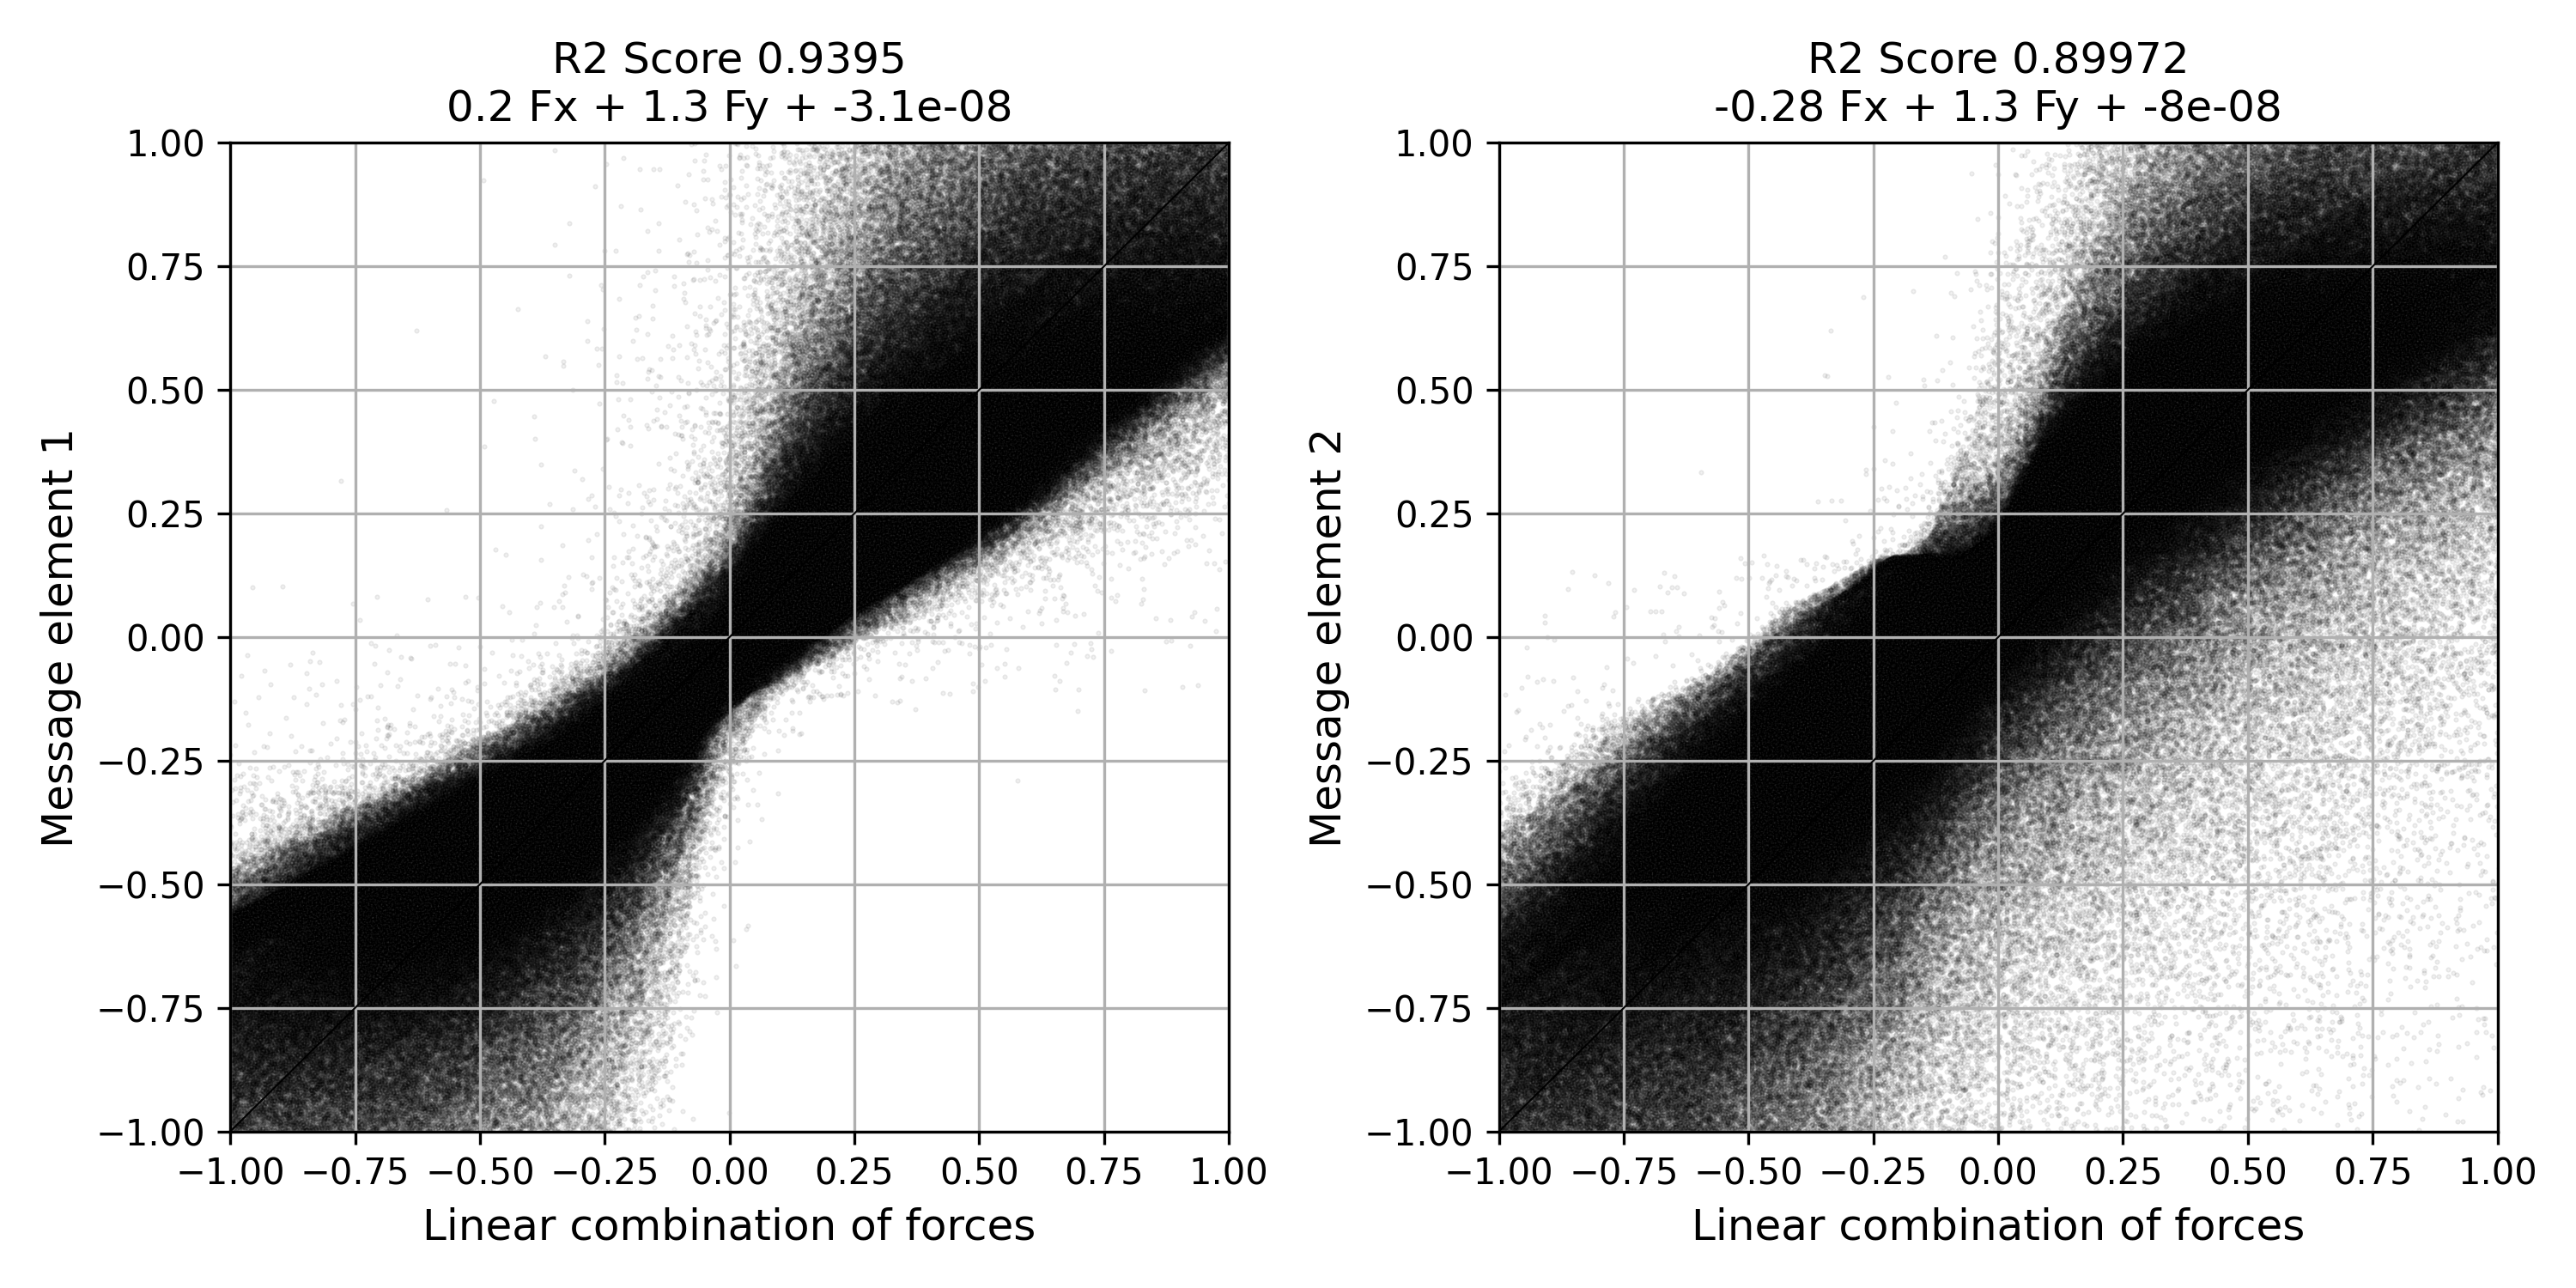 R2 Score 0.9395
0.2 Fx + 1.3 Fy + -3.1e-08
1.00
0.75
0.50
0.25
0.00
−0.25
−0.50
−0.75
−1.00
Message element 1
−1.00 −0.75 −0.50 −0.25 0.00 0.25 0.50 0.75 1.00
Linear combination of forces
R2 Score 0.89972
-0.28 Fx + 1.3 Fy + -8e-08
1.00
0.75
0.50
0.25
0.00
−0.25
−0.50
−0.75
−1.00
Message element 2
−1.00 −0.75 −0.50 −0.25 0.00 0.25 0.50 0.75 1.00
Linear combination of forces